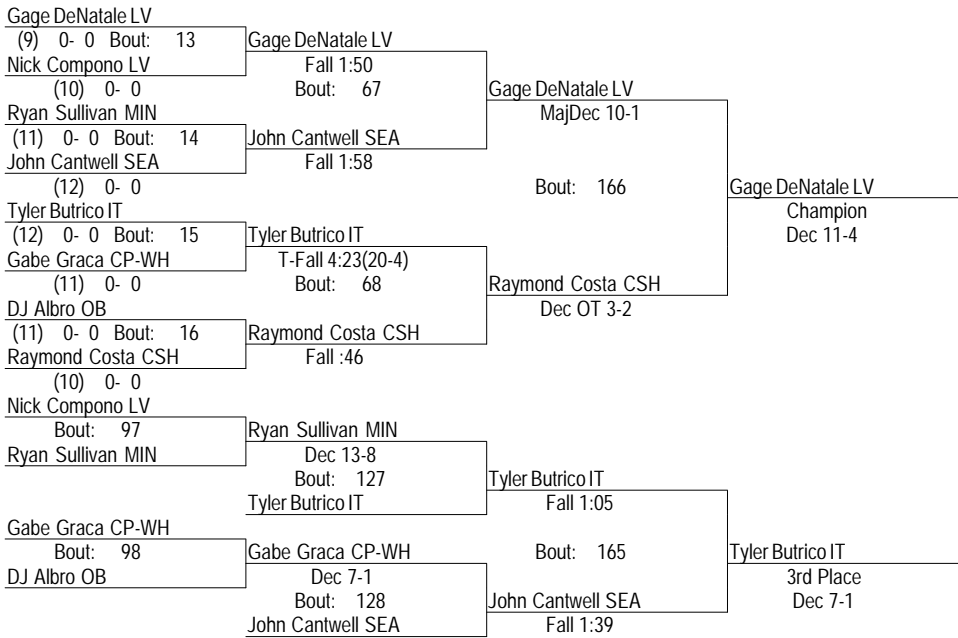 Gage DeNatale LV
(9) 0- 0 Bout: 13 Gage DeNatale LV
Nick Compono LV Fall 1:50
(10) 0- 0 Bout: 67 Gage DeNatale LV
Ryan Sullivan MIN MajDec 10-1
(11) 0- 0 Bout: 14 John Cantwell SEA
John Cantwell SEA Fall 1:58
(12) 0- 0 Bout: 166 Gage DeNatale LV
Tyler Butrico IT Champion
(12) 0- 0 Bout: 15 Tyler Butrico IT Dec 11-4
Gabe Graca CP-WH T-Fall 4:23(20-4)
(11) 0- 0 Bout: 68 Raymond Costa CSH
DJ Albro OB Dec OT 3-2
(11) 0- 0 Bout: 16 Raymond Costa CSH
Raymond Costa CSH Fall :46
(10) 0- 0
Nick Compono LV
Bout: 97 Ryan Sullivan MIN
Ryan Sullivan MIN Dec 13-8
Bout: 127 Tyler Butrico IT
Tyler Butrico IT Fall 1:05
Gabe Graca CP-WH
Bout: 98 Gabe Graca CP-WH Bout: 165 Tyler Butrico IT
DJ Albro OB Dec 7-1 3rd Place
Bout: 128 John Cantwell SEA Dec 7-1
John Cantwell SEA Fall 1:39